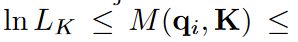 ln L_K ≤ M(q_i, K) ≤